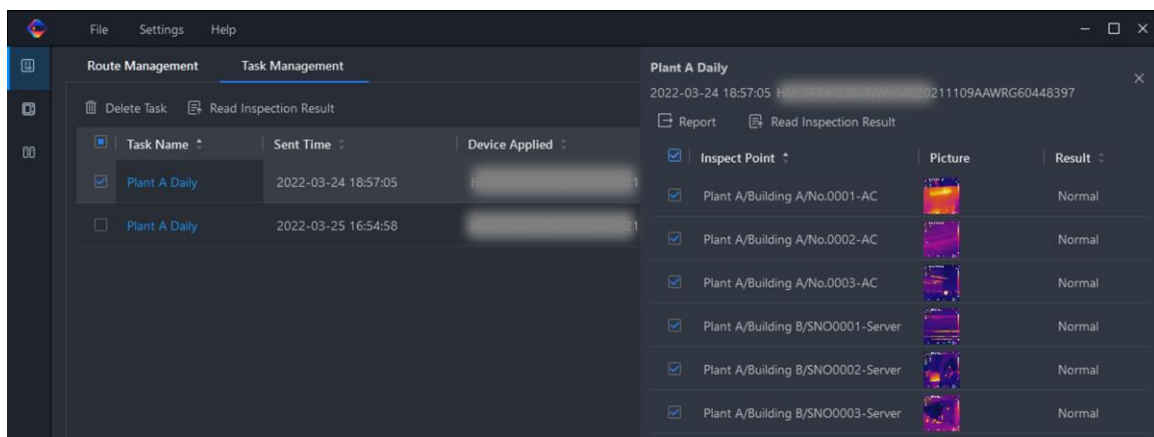 File Settings Help
Route Management Task Management
Delete Task Read Inspection Result
Task Name Sent Time Device Applied
Plant A Daily 2022-03-24 18:57:05
Plant A Daily 2022-03-25 16:54:58
Plant A Daily
2022-03-24 18:57:05
Report Read Inspection Result
Inspect Point Picture Result
Plant A/Building A/No.0001-AC Normal
Plant A/Building A/No.0002-AC Normal
Plant A/Building A/No.0003-AC Normal
Plant A/Building B/SNO0001-Server Normal
Plant A/Building B/SNO0002-Server Normal
Plant A/Building B/SNO0003-Server Normal